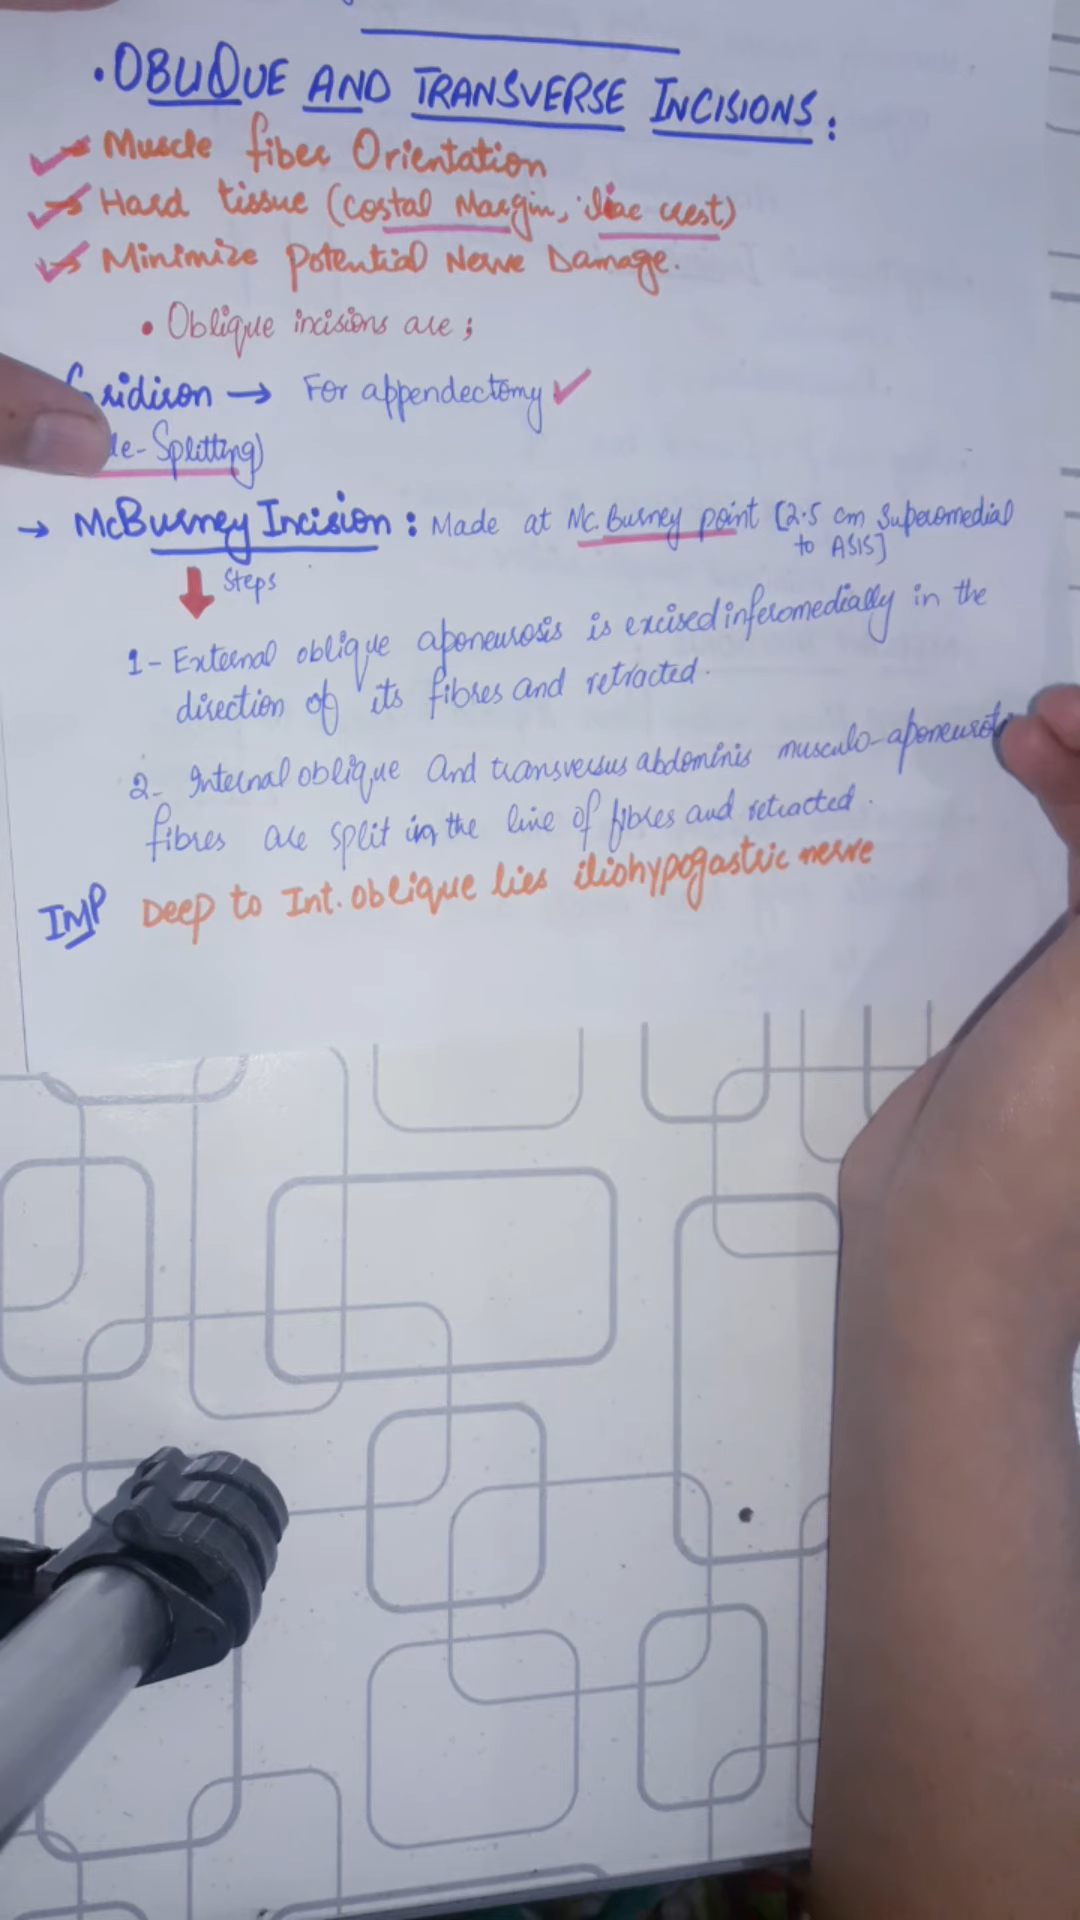 • OBLIQUE AND TRANSVERSE INCISIONS:
→ Muscle fiber Orientation
→ Hard tissue (costal Margin, iliac crest)
→ Minimize potential Nerve Damage.
• Oblique incisions are ;
Gridiron → For appendectomy ✓
le-Splitting)
→ McBurney Incision : Made at Mc.Burney point [2.5 cm Superomedial
to ASIS]
Steps
1- External oblique aponeurosis is excised inferomedially in the
direction of its fibres and retracted.
2- Internal oblique and transversus abdominis musculo-aponeuroti
fibres are split in the line of fibres and retracted.
IMP Deep to Int. oblique lies iliohypogastric nerve